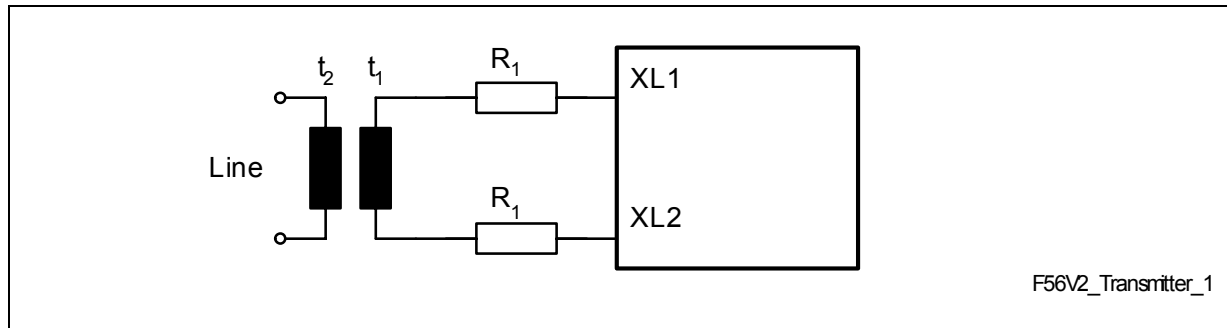 t2 t1 R1
XL1
Line
R1
XL2
F56V2_Transmitter_1